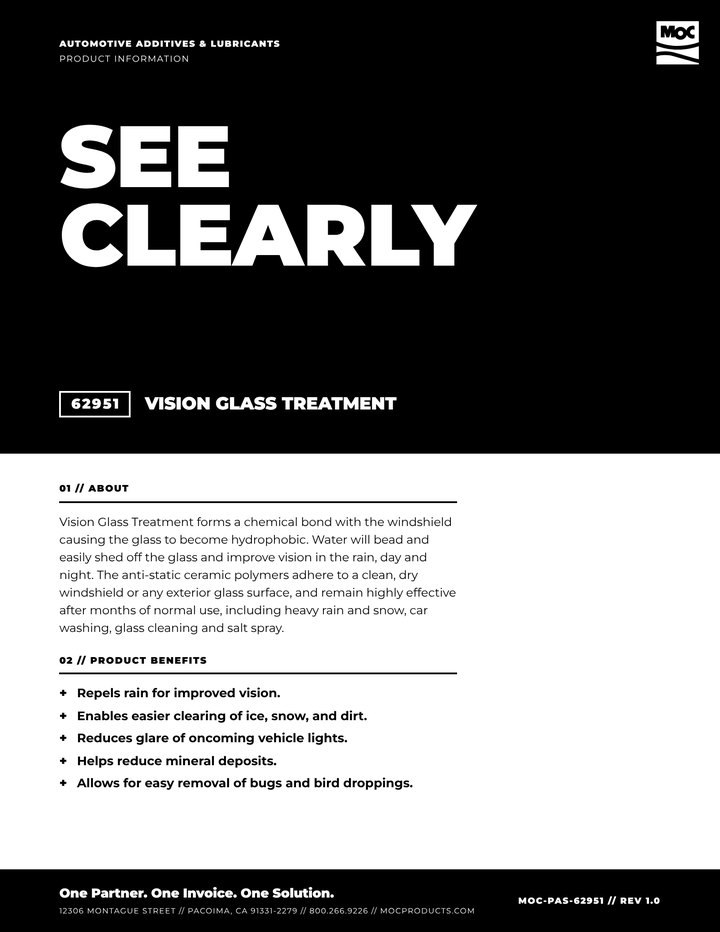 AUTOMOTIVE ADDITIVES & LUBRICANTS
PRODUCT INFORMATION
MOC
SEE
CLEARLY
62951 VISION GLASS TREATMENT
01 // ABOUT
Vision Glass Treatment forms a chemical bond with the windshield
causing the glass to become hydrophobic. Water will bead and
easily shed off the glass and improve vision in the rain, day and
night. The anti-static ceramic polymers adhere to a clean, dry
windshield or any exterior glass surface, and remain highly effective
after months of normal use, including heavy rain and snow, car
washing, glass cleaning and salt spray.
02 // PRODUCT BENEFITS
+ Repels rain for improved vision.
+ Enables easier clearing of ice, snow, and dirt.
+ Reduces glare of oncoming vehicle lights.
+ Helps reduce mineral deposits.
+ Allows for easy removal of bugs and bird droppings.
One Partner. One Invoice. One Solution.
12306 MONTAGUE STREET // PACOIMA, CA 91331-2279 // 800.266.9226 // MOCPRODUCTS.COM
MOC-PAS-62951 // REV 1.0